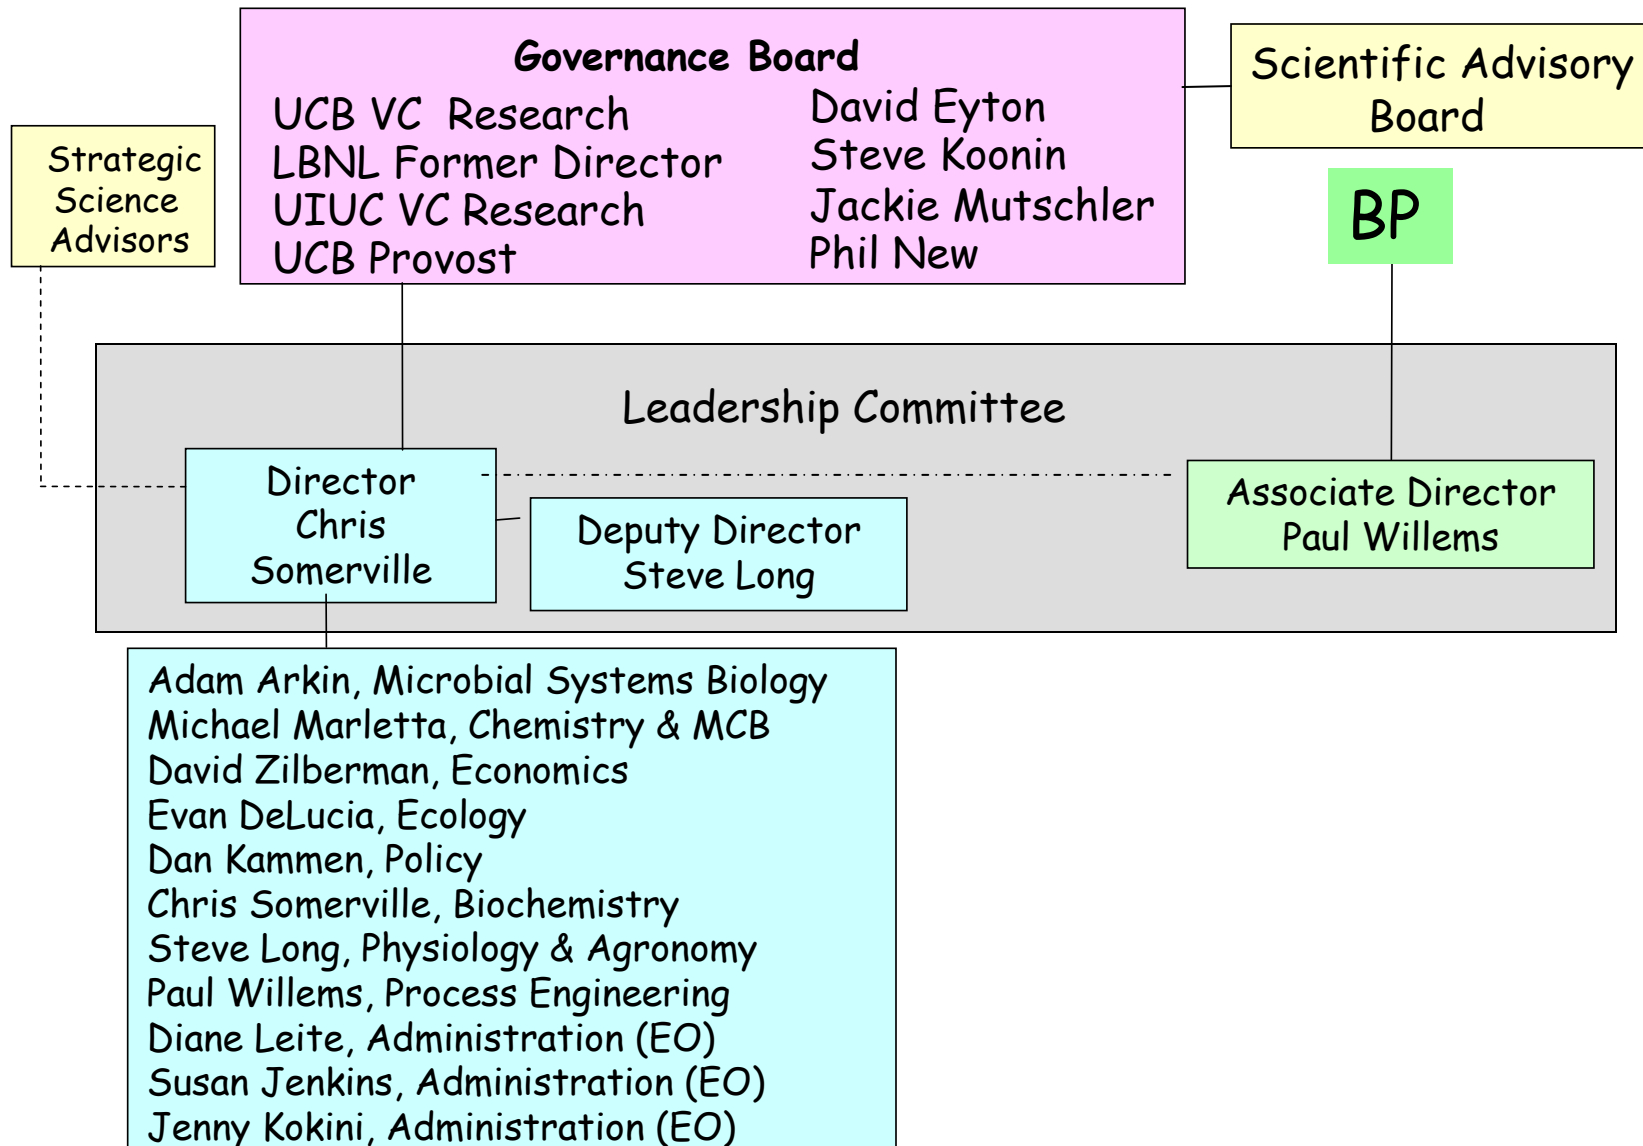 Governance Board
UCB VC Research
LBNL Former Director
UIUC VC Research
UCB Provost
David Eyton
Steve Koonin
Jackie Mutschler
Phil New
Scientific Advisory
Board
Strategic
Science
Advisors
BP
Leadership Committee
Director
Chris
Somerville
Deputy Director
Steve Long
Associate Director
Paul Willems
Adam Arkin, Microbial Systems Biology
Michael Marletta, Chemistry & MCB
David Zilberman, Economics
Evan DeLucia, Ecology
Dan Kammen, Policy
Chris Somerville, Biochemistry
Steve Long, Physiology & Agronomy
Paul Willems, Process Engineering
Diane Leite, Administration (EO)
Susan Jenkins, Administration (EO)
Jenny Kokini, Administration (EO)